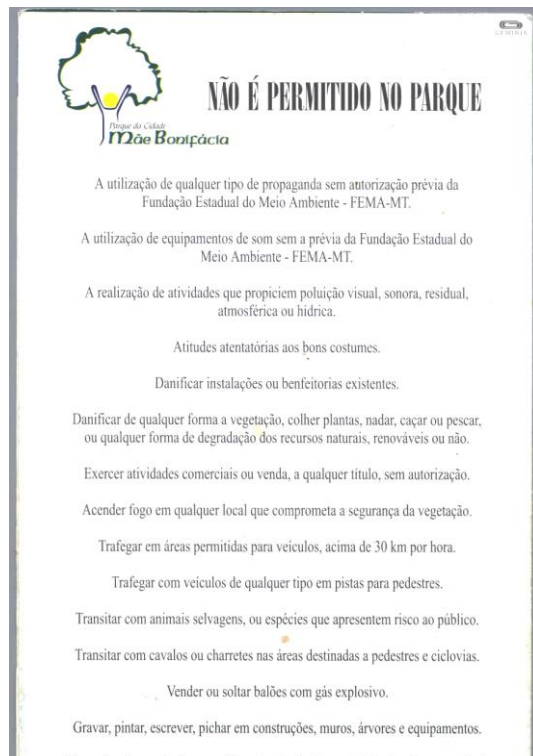 GEMINIS
NÃO É PERMITIDO NO PARQUE
Parque da Cidade
Mãe Bonifácia
A utilização de qualquer tipo de propaganda sem autorização prévia da
Fundação Estadual do Meio Ambiente - FEMA-MT.
A utilização de equipamentos de som sem a prévia da Fundação Estadual do
Meio Ambiente - FEMA-MT.
A realização de atividades que propiciem poluição visual, sonora, residual,
atmosférica ou hídrica.
Atitudes atentatórias aos bons costumes.
Danificar instalações ou benfeitorias existentes.
Danificar de qualquer forma a vegetação, colher plantas, nadar, caçar ou pescar,
ou qualquer forma de degradação dos recursos naturais, renováveis ou não.
Exercer atividades comerciais ou venda, a qualquer título, sem autorização.
Acender fogo em qualquer local que comprometa a segurança da vegetação.
Trafegar em áreas permitidas para veículos, acima de 30 km por hora.
Trafegar com veículos de qualquer tipo em pistas para pedestres.
Transitar com animais selvagens, ou espécies que apresentem risco ao público.
Transitar com cavalos ou charretes nas áreas destinadas a pedestres e ciclovias.
Vender ou soltar balões com gás explosivo.
Gravar, pintar, escrever, pichar em construções, muros, árvores e equipamentos.